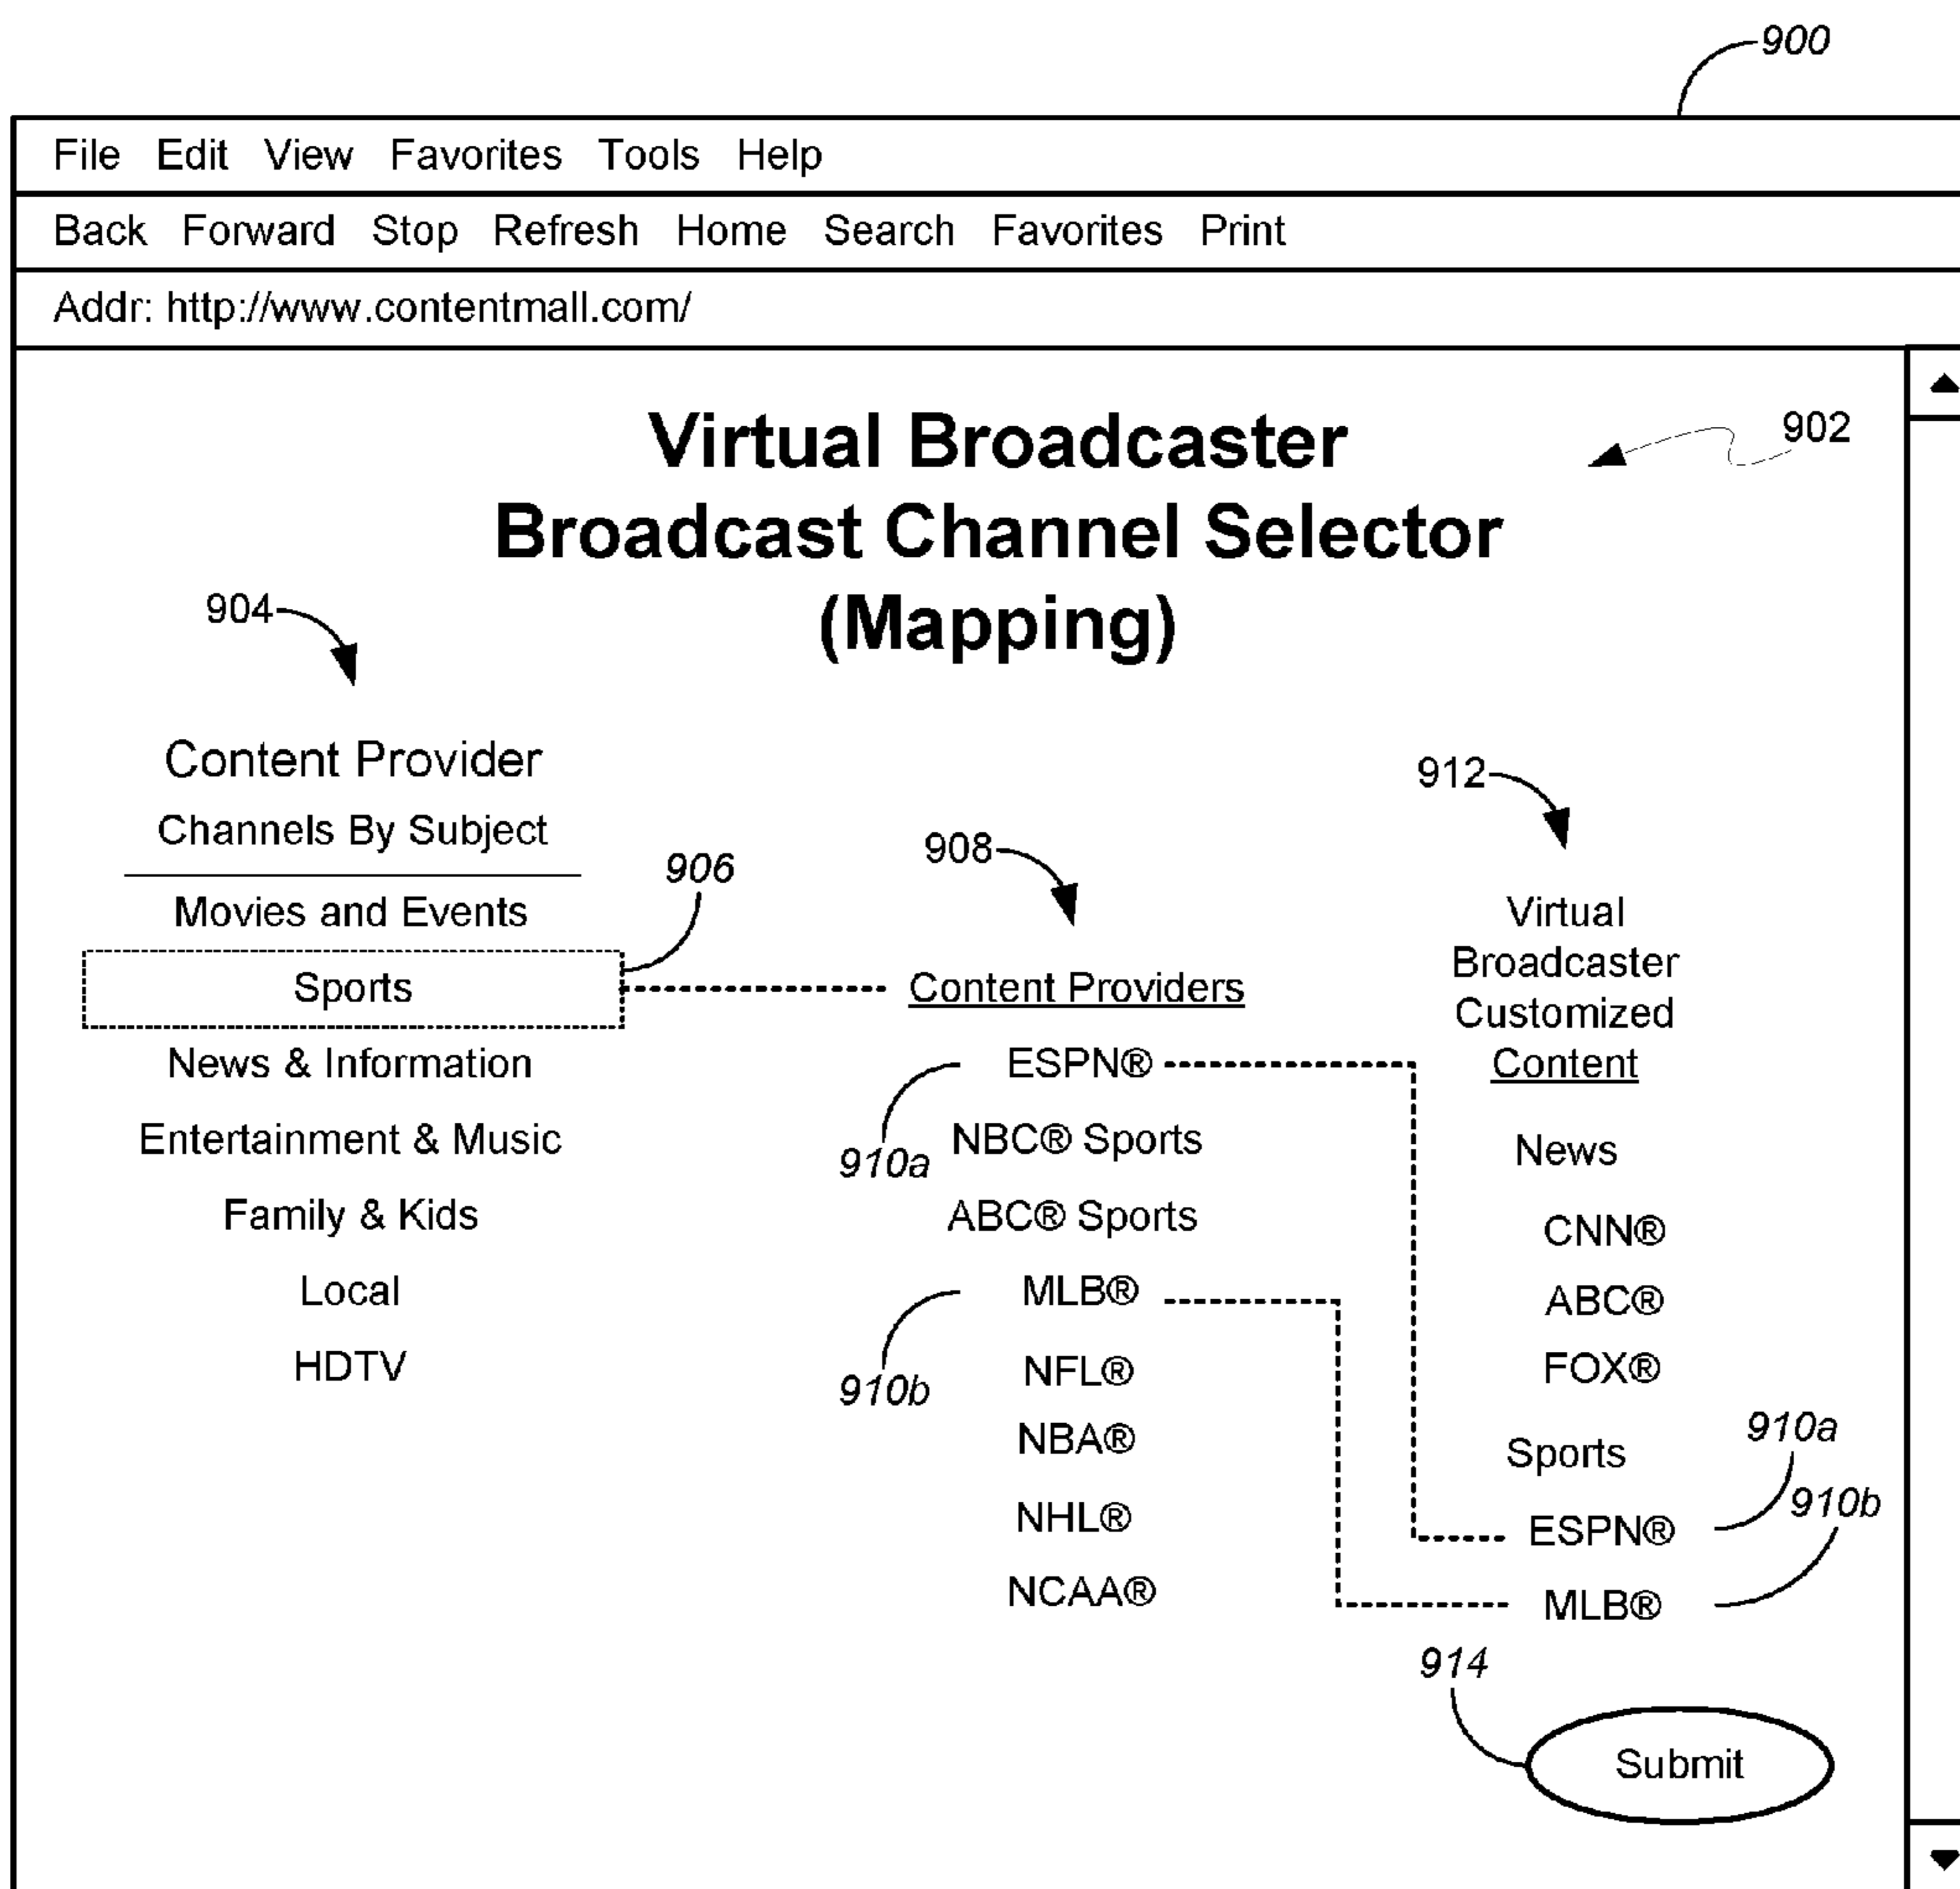 900
File Edit View Favorites Tools Help
Back Forward Stop Refresh Home Search Favorites Print
Addr: http://www.contentmall.com/
Virtual Broadcaster
Broadcast Channel Selector
(Mapping)
902
904
Content Provider
Channels By Subject
Movies and Events
Sports
News & Information
Entertainment & Music
Family & Kids
Local
HDTV
906
908
Content Providers
ESPN®
NBC® Sports
ABC® Sports
MLB®
NFL®
NBA®
NHL®
NCAA®
910a
910b
912
Virtual
Broadcaster
Customized
Content
News
CNN®
ABC®
FOX®
Sports
ESPN®
MLB®
910a
910b
914
Submit